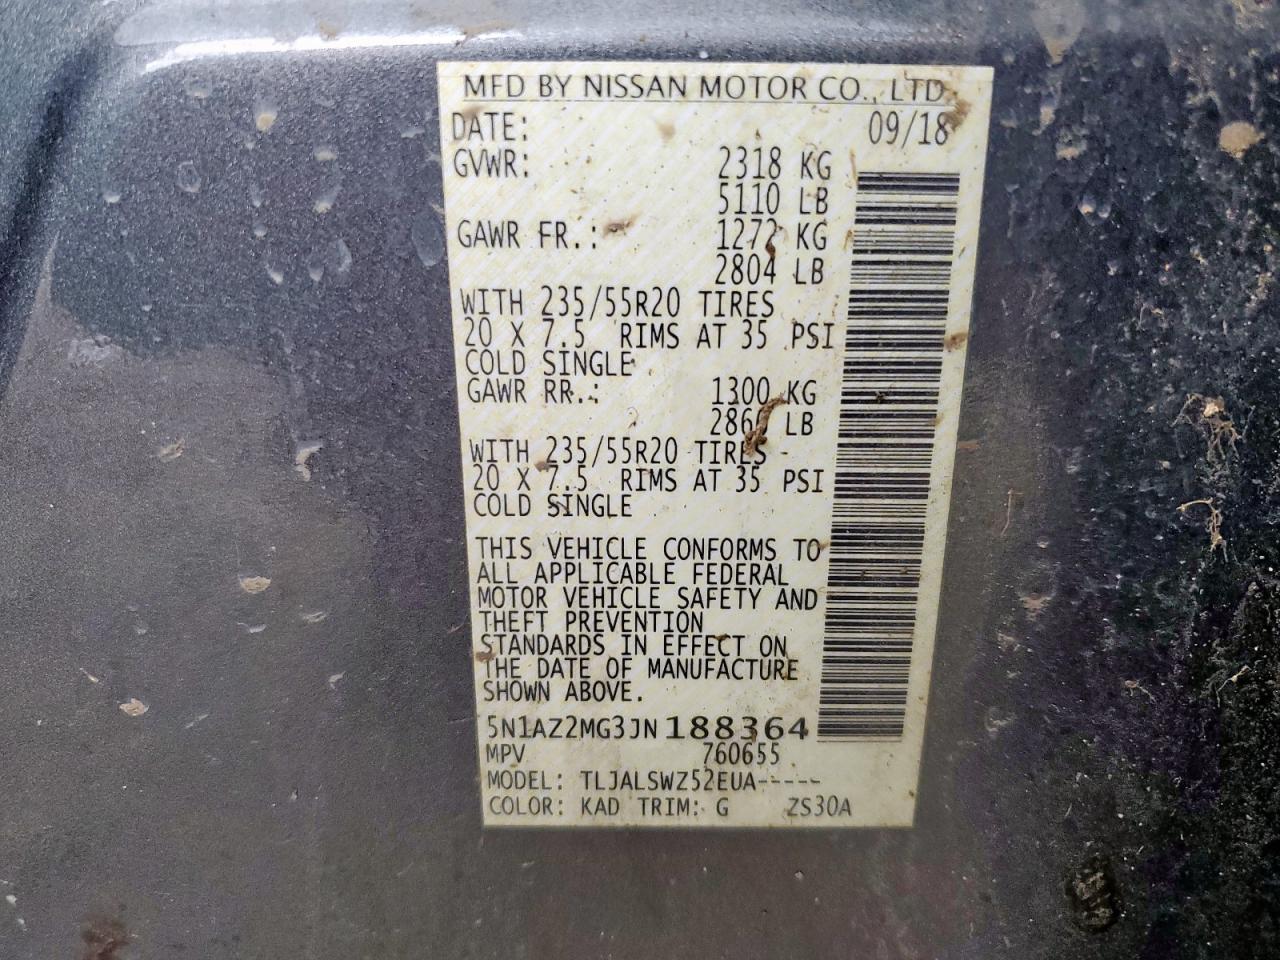 MFD BY NISSAN MOTOR CO., LTD.
DATE: 09/18
GVWR: 2318 KG
5110 LB
GAWR FR.: 1272 KG
2804 LB
WITH 235/55R20 TIRES
20 X 7.5 RIMS AT 35 PSI
COLD SINGLE
GAWR RR.: 1300 KG
2866 LB
WITH 235/55R20 TIRES
20 X 7.5 RIMS AT 35 PSI
COLD SINGLE
THIS VEHICLE CONFORMS TO
ALL APPLICABLE FEDERAL
MOTOR VEHICLE SAFETY AND
THEFT PREVENTION
STANDARDS IN EFFECT ON
THE DATE OF MANUFACTURE
SHOWN ABOVE.
5N1AZ2MG3JN188364
MPV 760655
MODEL: TLJALSWZ52EUA-----
COLOR: KAD TRIM: G ZS30A